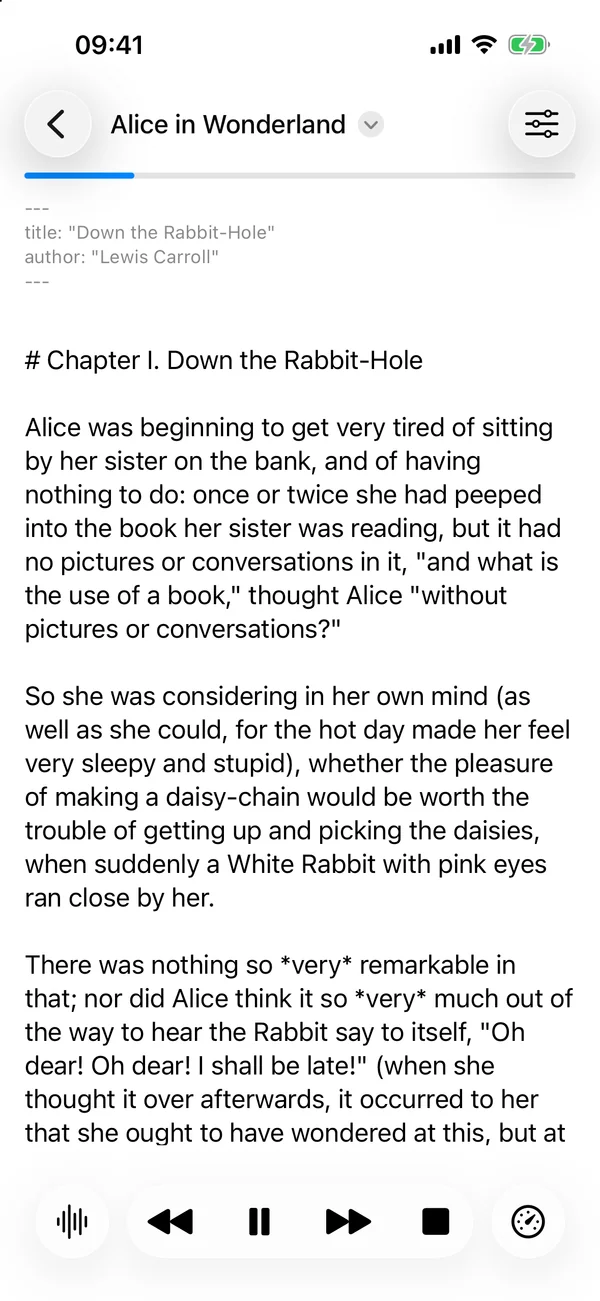 09:41
Alice in Wonderland
---
title: "Down the Rabbit-Hole"
author: "Lewis Carroll"
---
# Chapter I. Down the Rabbit-Hole
Alice was beginning to get very tired of sitting
by her sister on the bank, and of having
nothing to do: once or twice she had peeped
into the book her sister was reading, but it had
no pictures or conversations in it, "and what is
the use of a book," thought Alice "without
pictures or conversations?"
So she was considering in her own mind (as
well as she could, for the hot day made her feel
very sleepy and stupid), whether the pleasure
of making a daisy-chain would be worth the
trouble of getting up and picking the daisies,
when suddenly a White Rabbit with pink eyes
ran close by her.
There was nothing so *very* remarkable in
that; nor did Alice think it so *very* much out of
the way to hear the Rabbit say to itself, "Oh
dear! Oh dear! I shall be late!" (when she
thought it over afterwards, it occurred to her
that she ought to have wondered at this, but at